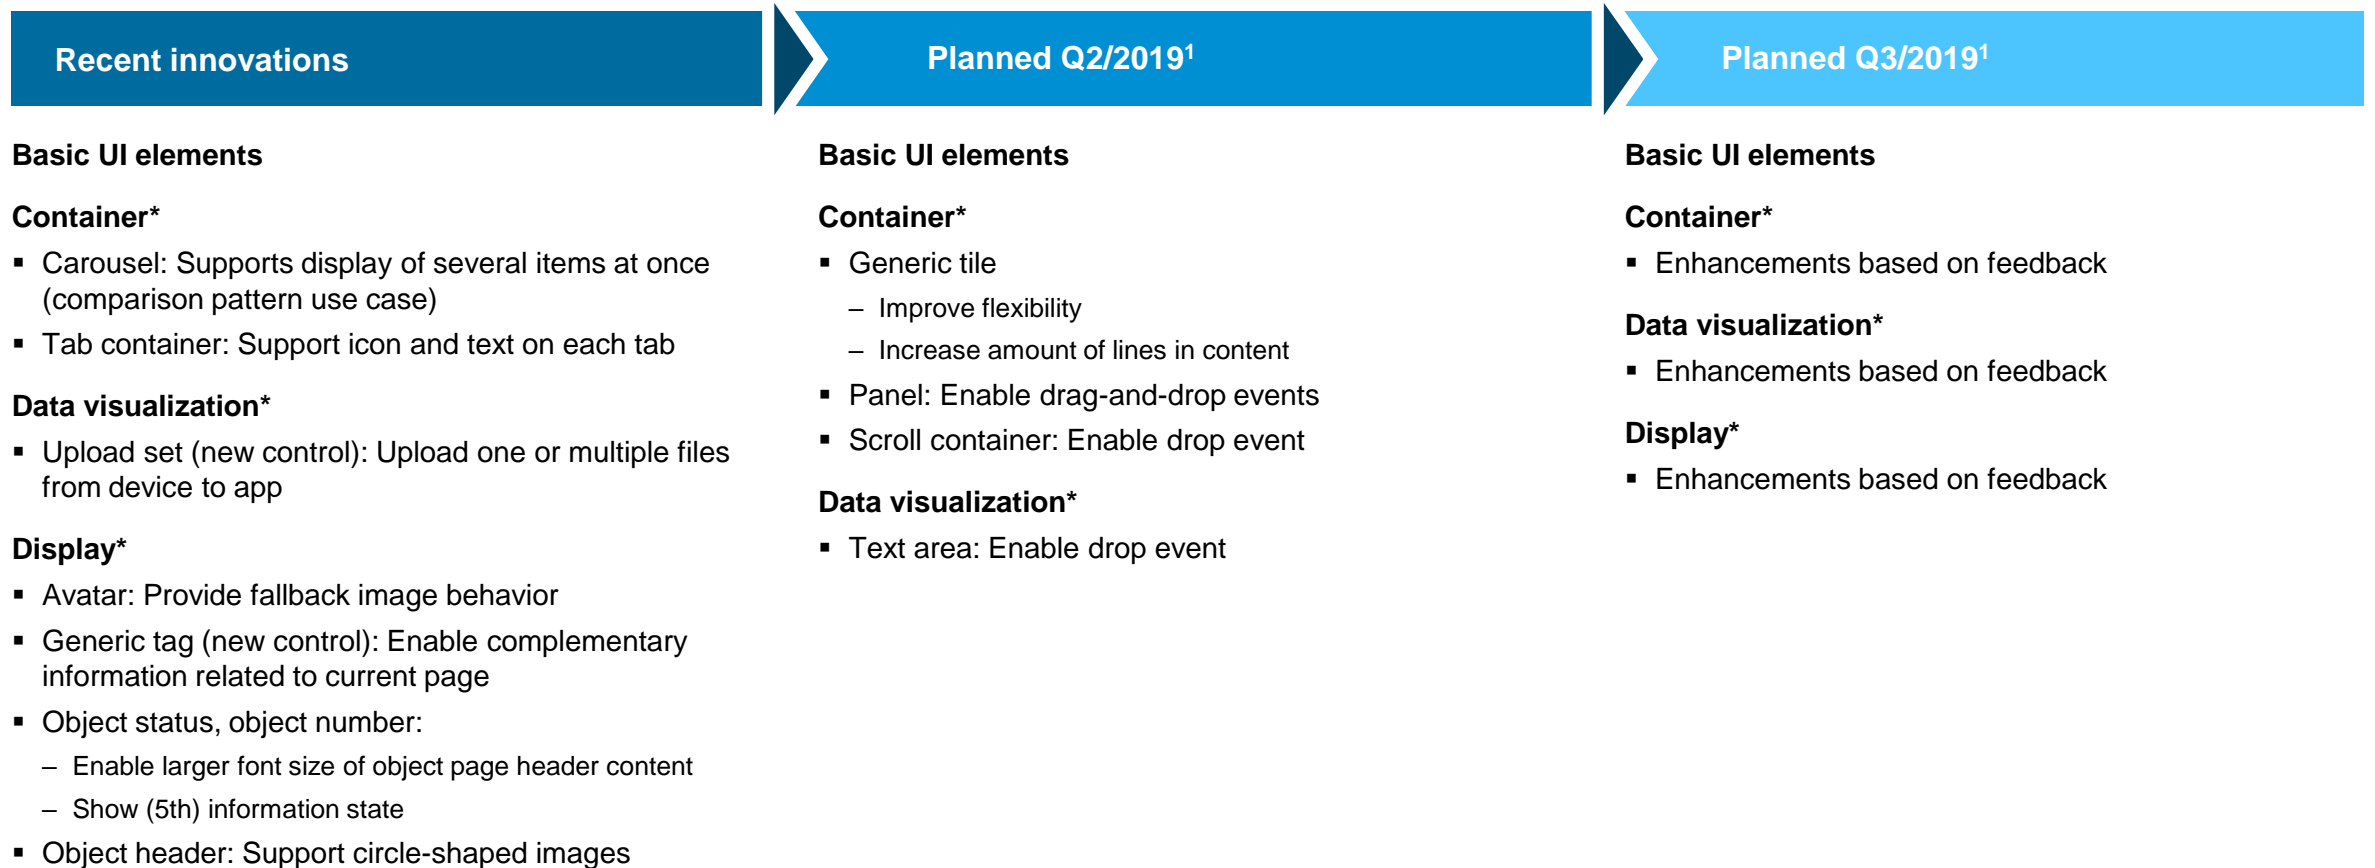 Recent innovations
Planned Q2/2019¹
Planned Q3/2019¹
Basic UI elements
Container*
▪ Carousel: Supports display of several items at once
(comparison pattern use case)
▪ Tab container: Support icon and text on each tab
Data visualization*
▪ Upload set (new control): Upload one or multiple files
from device to app
Display*
▪ Avatar: Provide fallback image behavior
▪ Generic tag (new control): Enable complementary
information related to current page
▪ Object status, object number:
– Enable larger font size of object page header content
– Show (5th) information state
▪ Object header: Support circle-shaped images
Basic UI elements
Container*
▪ Generic tile
– Improve flexibility
– Increase amount of lines in content
▪ Panel: Enable drag-and-drop events
▪ Scroll container: Enable drop event
Data visualization*
▪ Text area: Enable drop event
Basic UI elements
Container*
▪ Enhancements based on feedback
Data visualization*
▪ Enhancements based on feedback
Display*
▪ Enhancements based on feedback